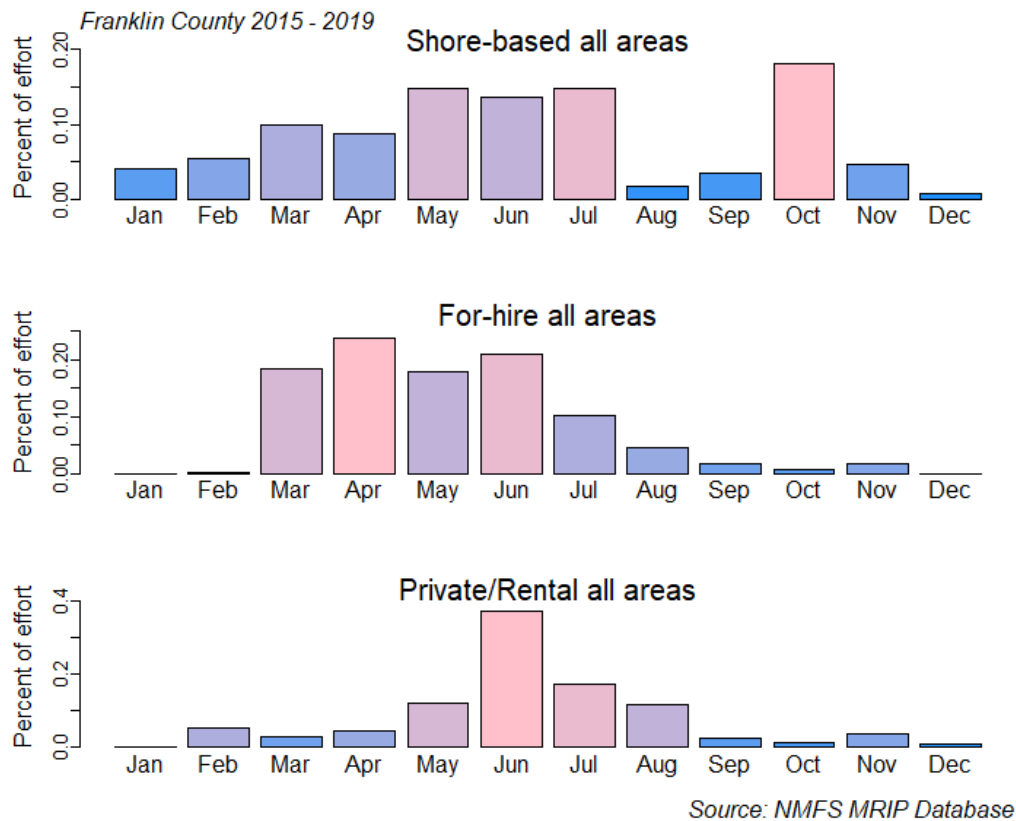 Franklin County 2015 - 2019
Shore-based all areas
Percent of effort
0.20
0.10
0.00
Jan Feb Mar Apr May Jun Jul Aug Sep Oct Nov Dec
For-hire all areas
Percent of effort
0.20
0.10
0.00
Jan Feb Mar Apr May Jun Jul Aug Sep Oct Nov Dec
Private/Rental all areas
Percent of effort
0.4
0.2
0.0
Jan Feb Mar Apr May Jun Jul Aug Sep Oct Nov Dec
Source: NMFS MRIP Database